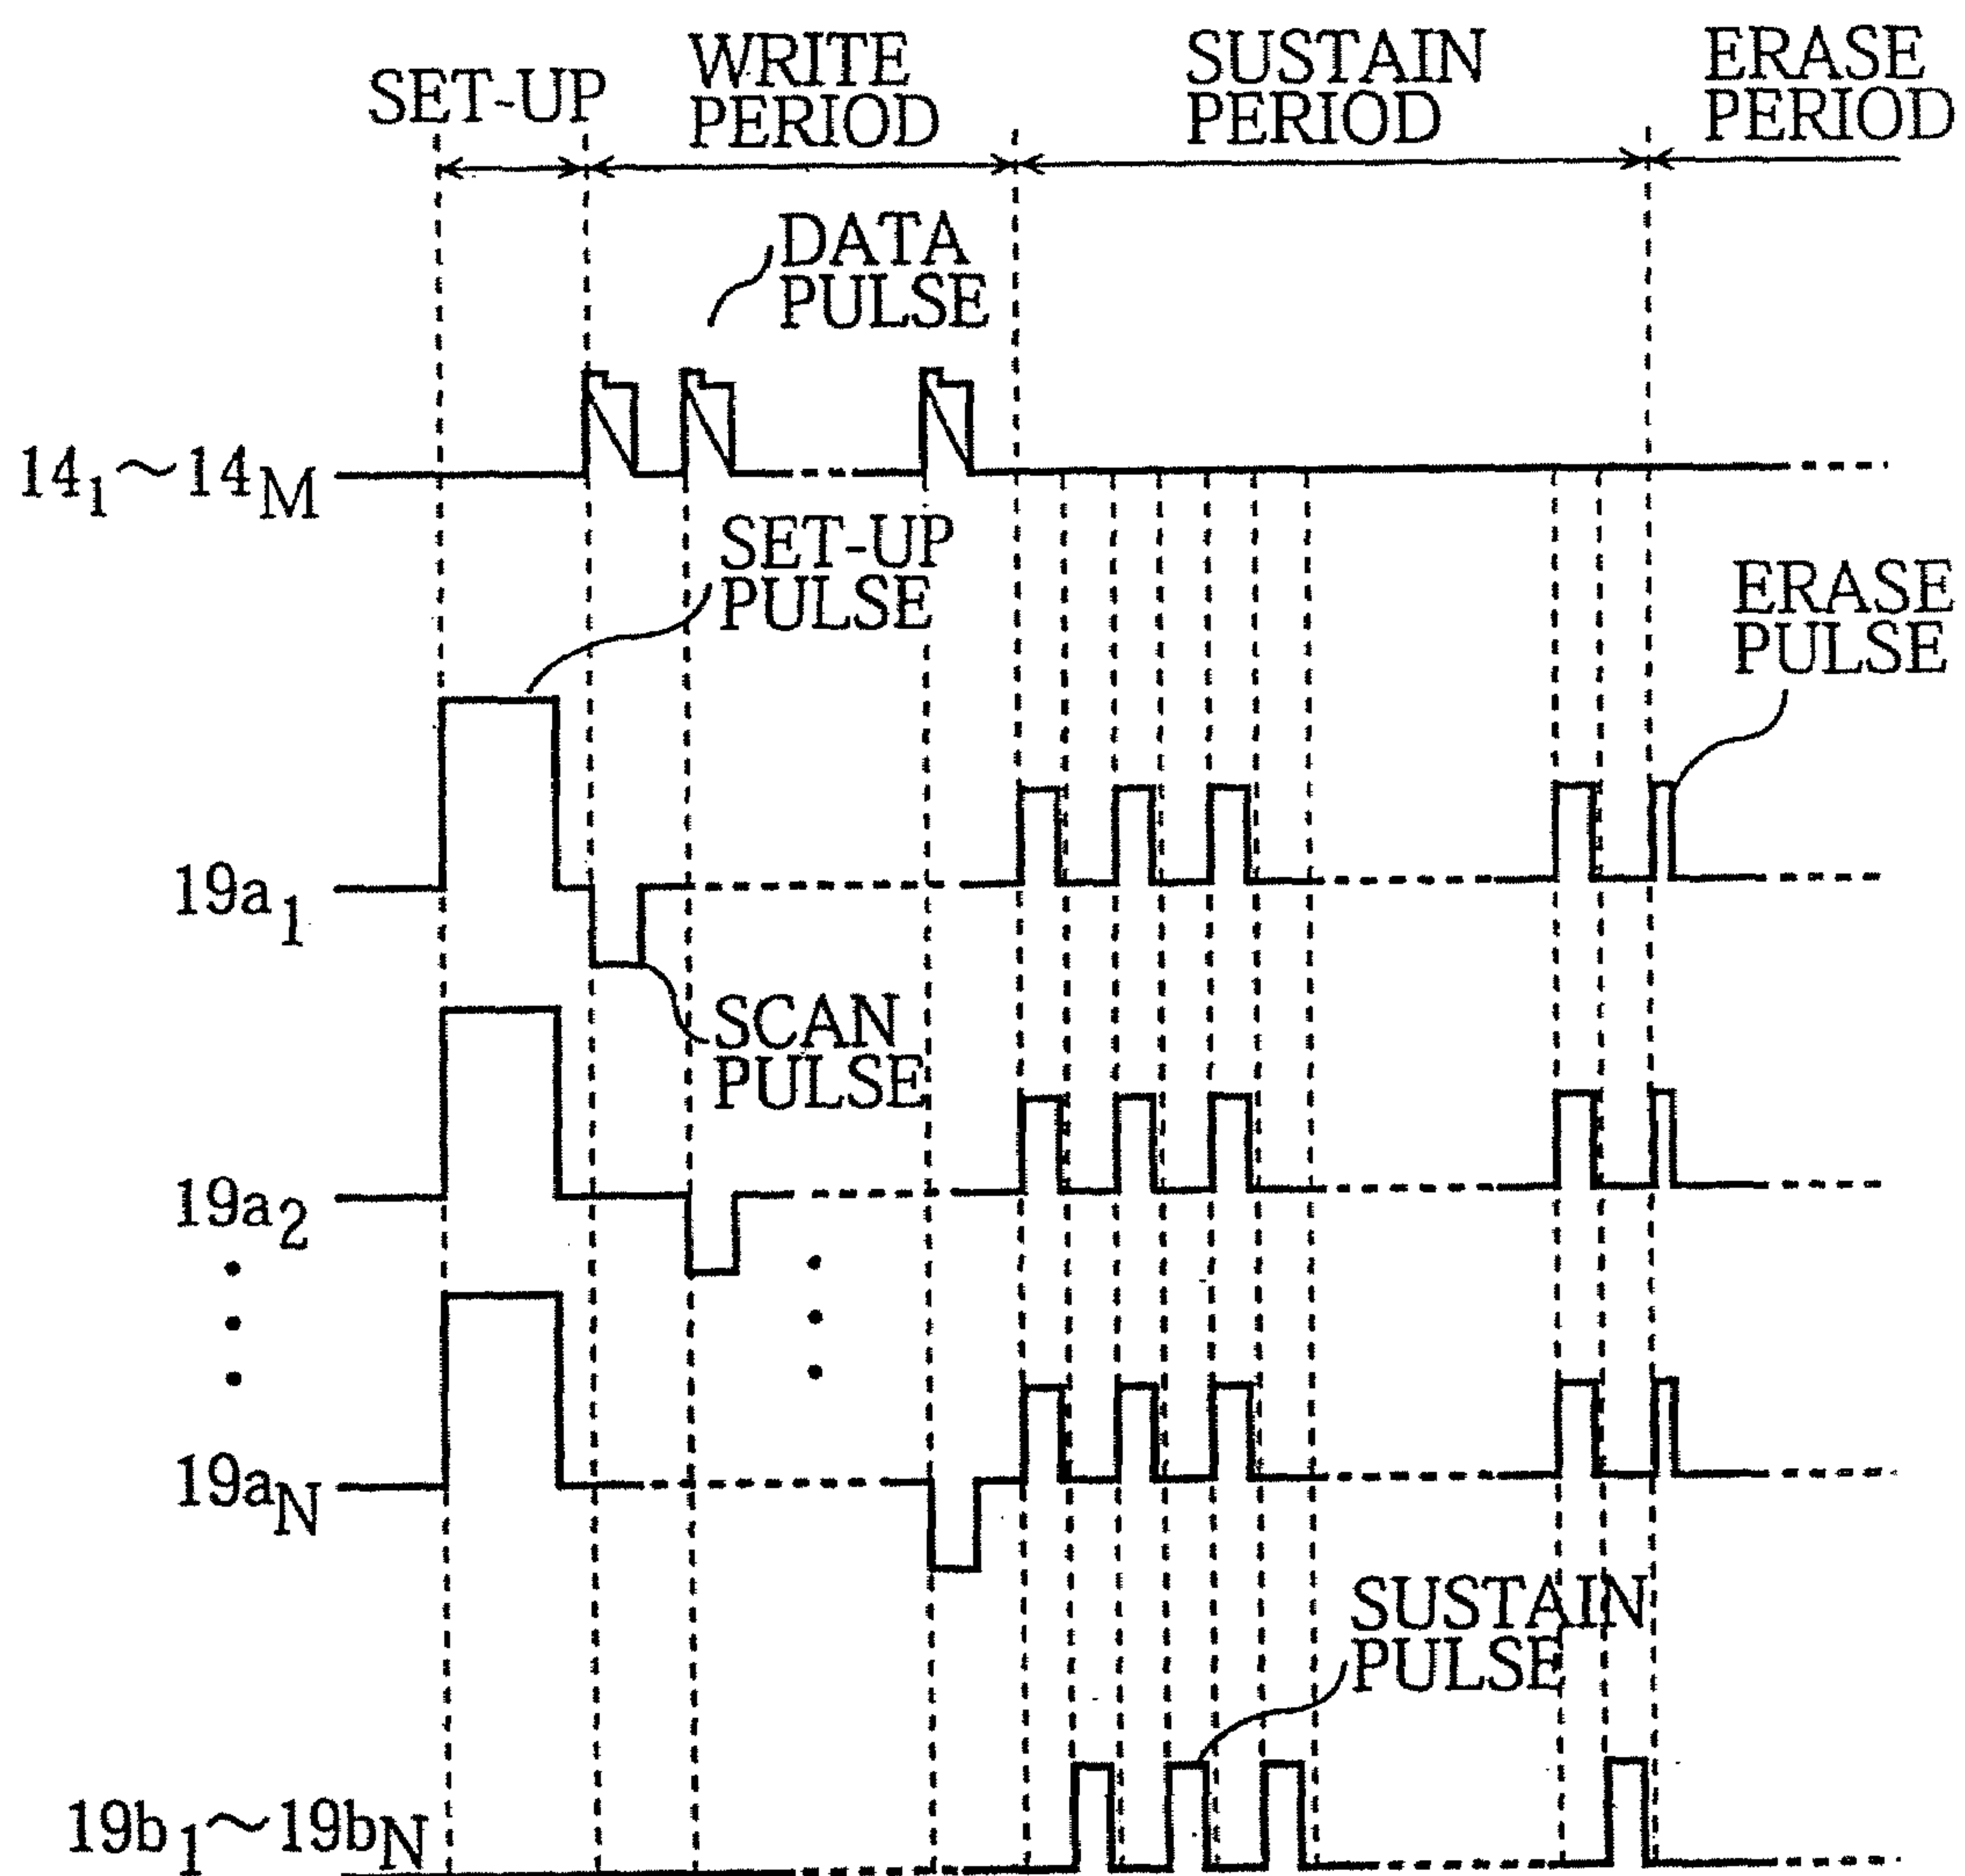 SET-UP
WRITE
PERIOD
SUSTAIN
PERIOD
ERASE
PERIOD
DATA
PULSE
14₁~14M
SET-UP
PULSE
ERASE
PULSE
19a₁
SCAN
PULSE
19a₂
19aN
SUSTAIN
PULSE
19b₁~19bN